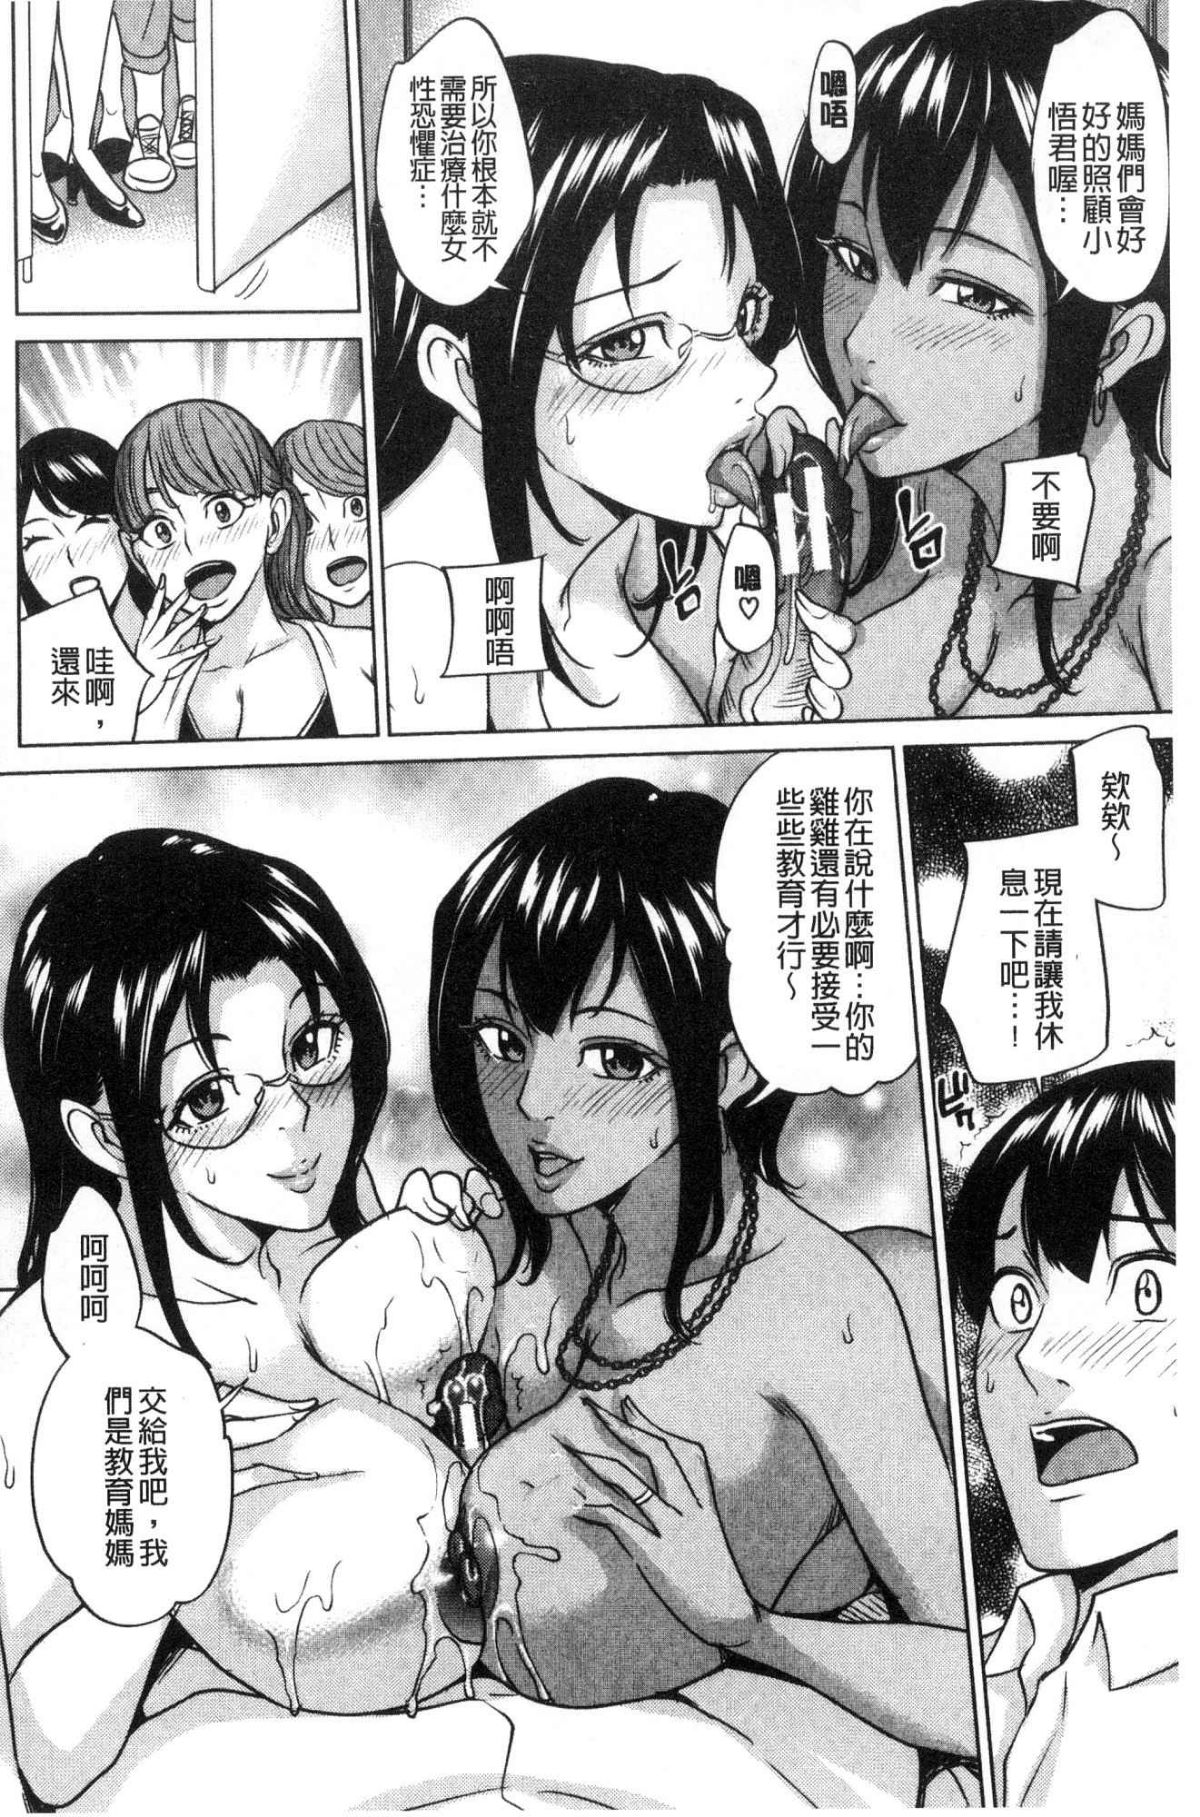 媽媽們會好
好的照顧小
悟君喔…
嗯唔
所以你根本就不
需要治療什麼女
性恐懼症…
不要啊
嗯♡
啊啊唔
哇啊，
還來
欸欸～
現在請讓我休
息一下吧…！
你在說什麼啊…你的
雞雞還有必要接受一
些些教育才行～
呵呵呵
交給我吧，我
們是教育媽媽